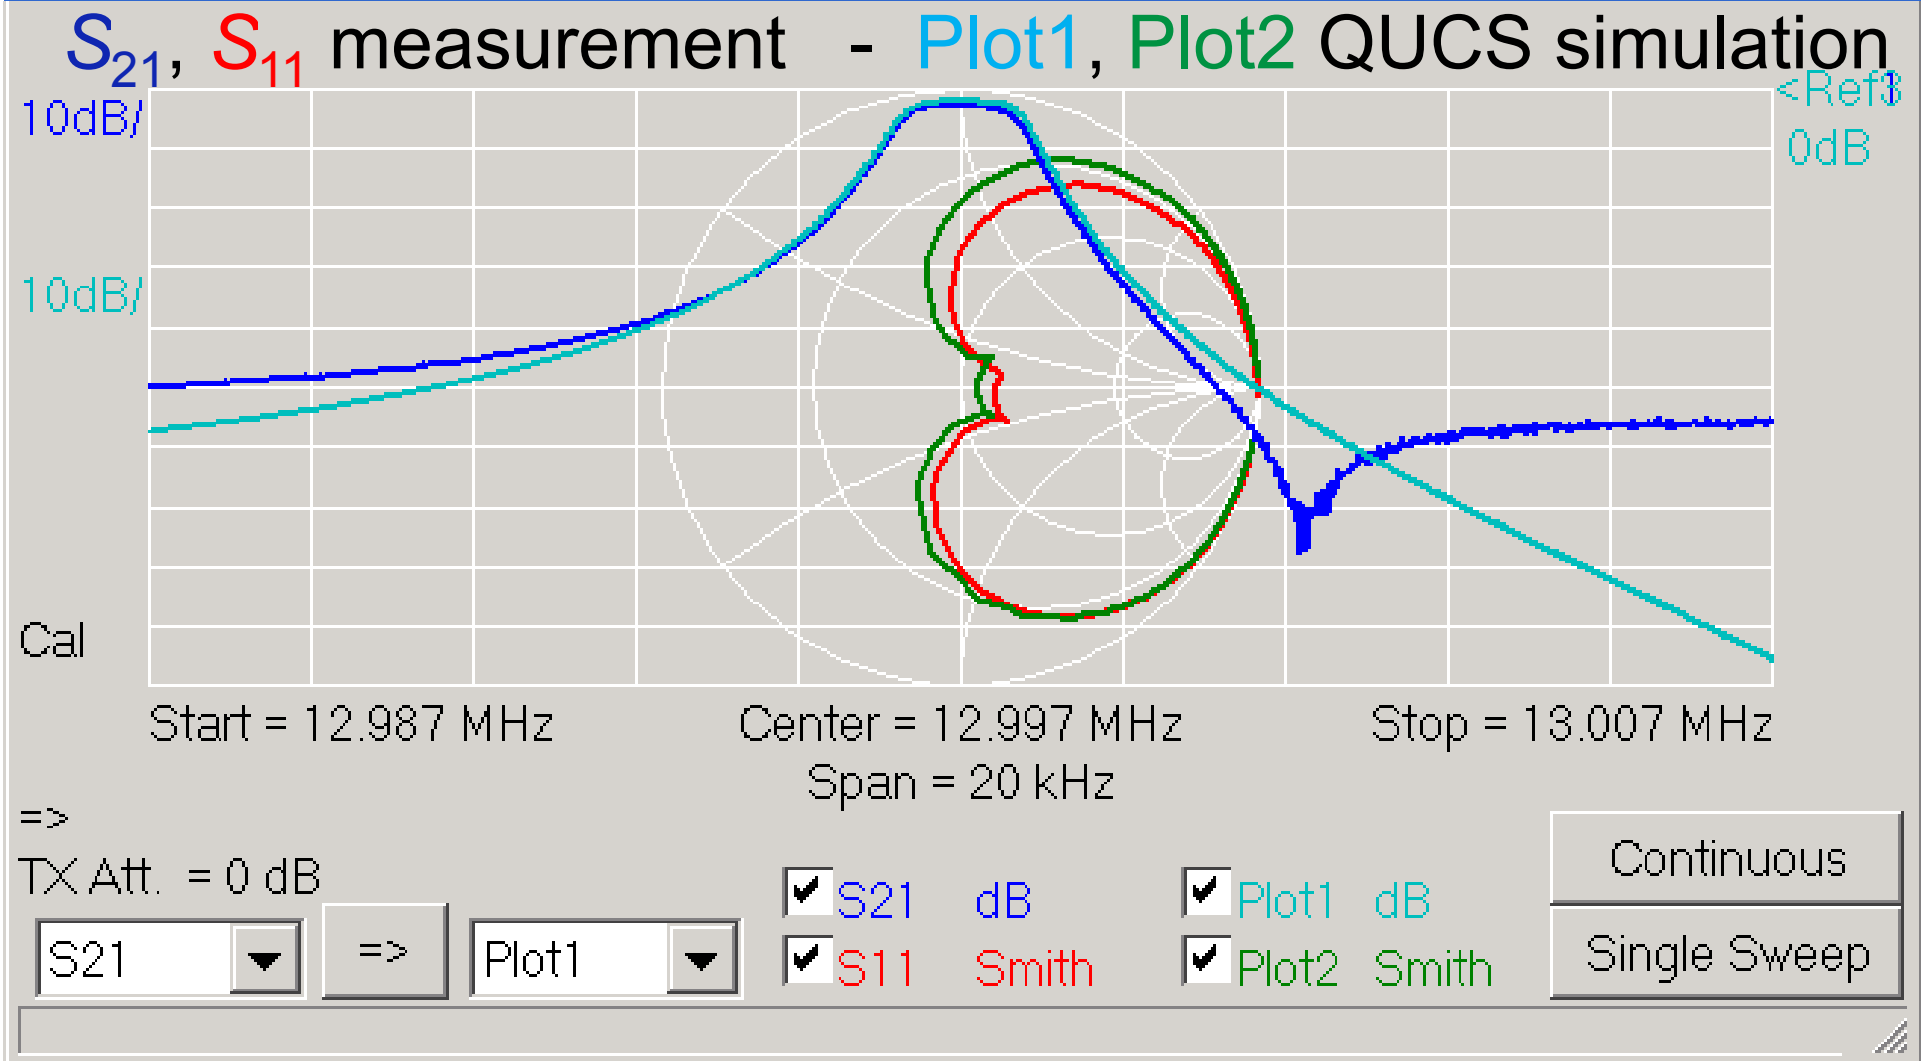 S21, S11 measurement - Plot1, Plot2 QUCS simulation
10dB/
<Ref3
0dB
10dB/
Cal
Start = 12.987 MHz Center = 12.997 MHz Stop = 13.007 MHz
Span = 20 kHz
=>
TX Att. = 0 dB
S21 => Plot1
S21 dB Plot1 dB
S11 Smith Plot2 Smith
Continuous
Single Sweep